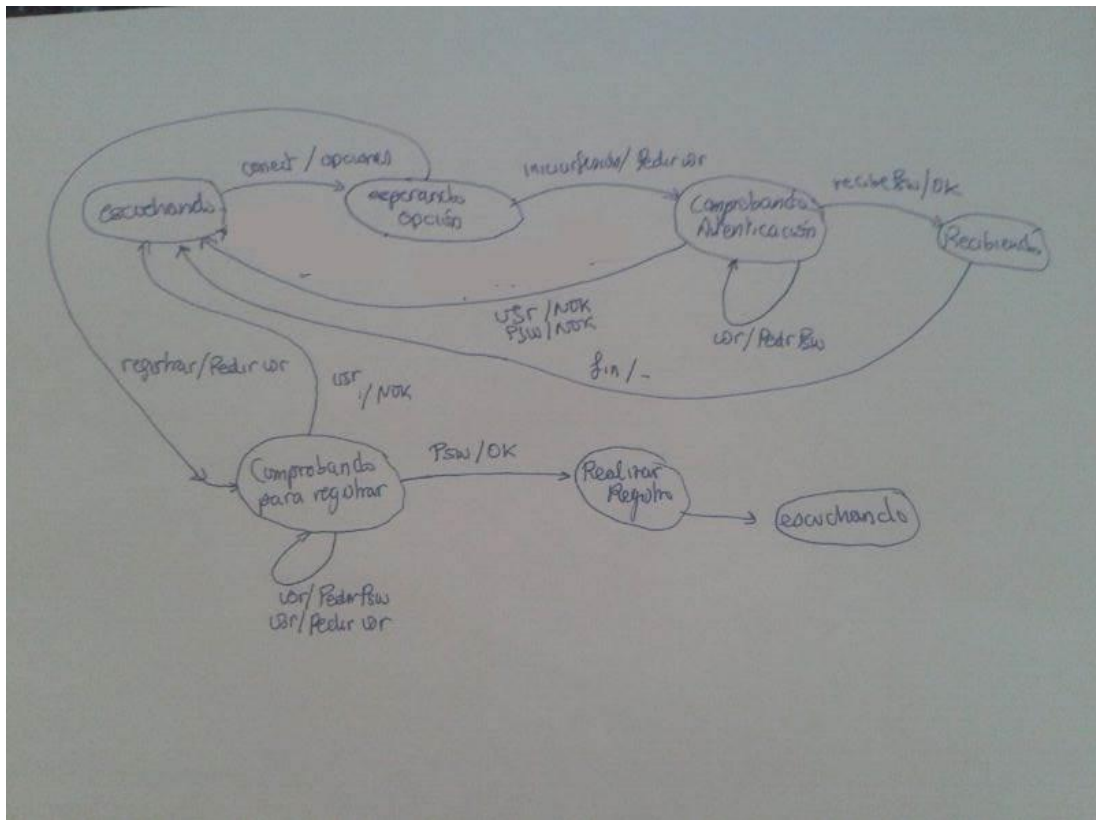 conect / opciones
iniciarSesión / Pedir usr
recibe Psw / OK
escuchando
esperando
opción
Comprobando
Autenticación
Recibiendo
usr / NOK
PSW / NOK
usr / Pedir Psw
fin / -
registrar / Pedir usr
usr
/ NOK
Comprobando
para registrar
Psw / OK
Realizar
Registro
escuchando
usr / Pedir Psw
usr / Pedir usr